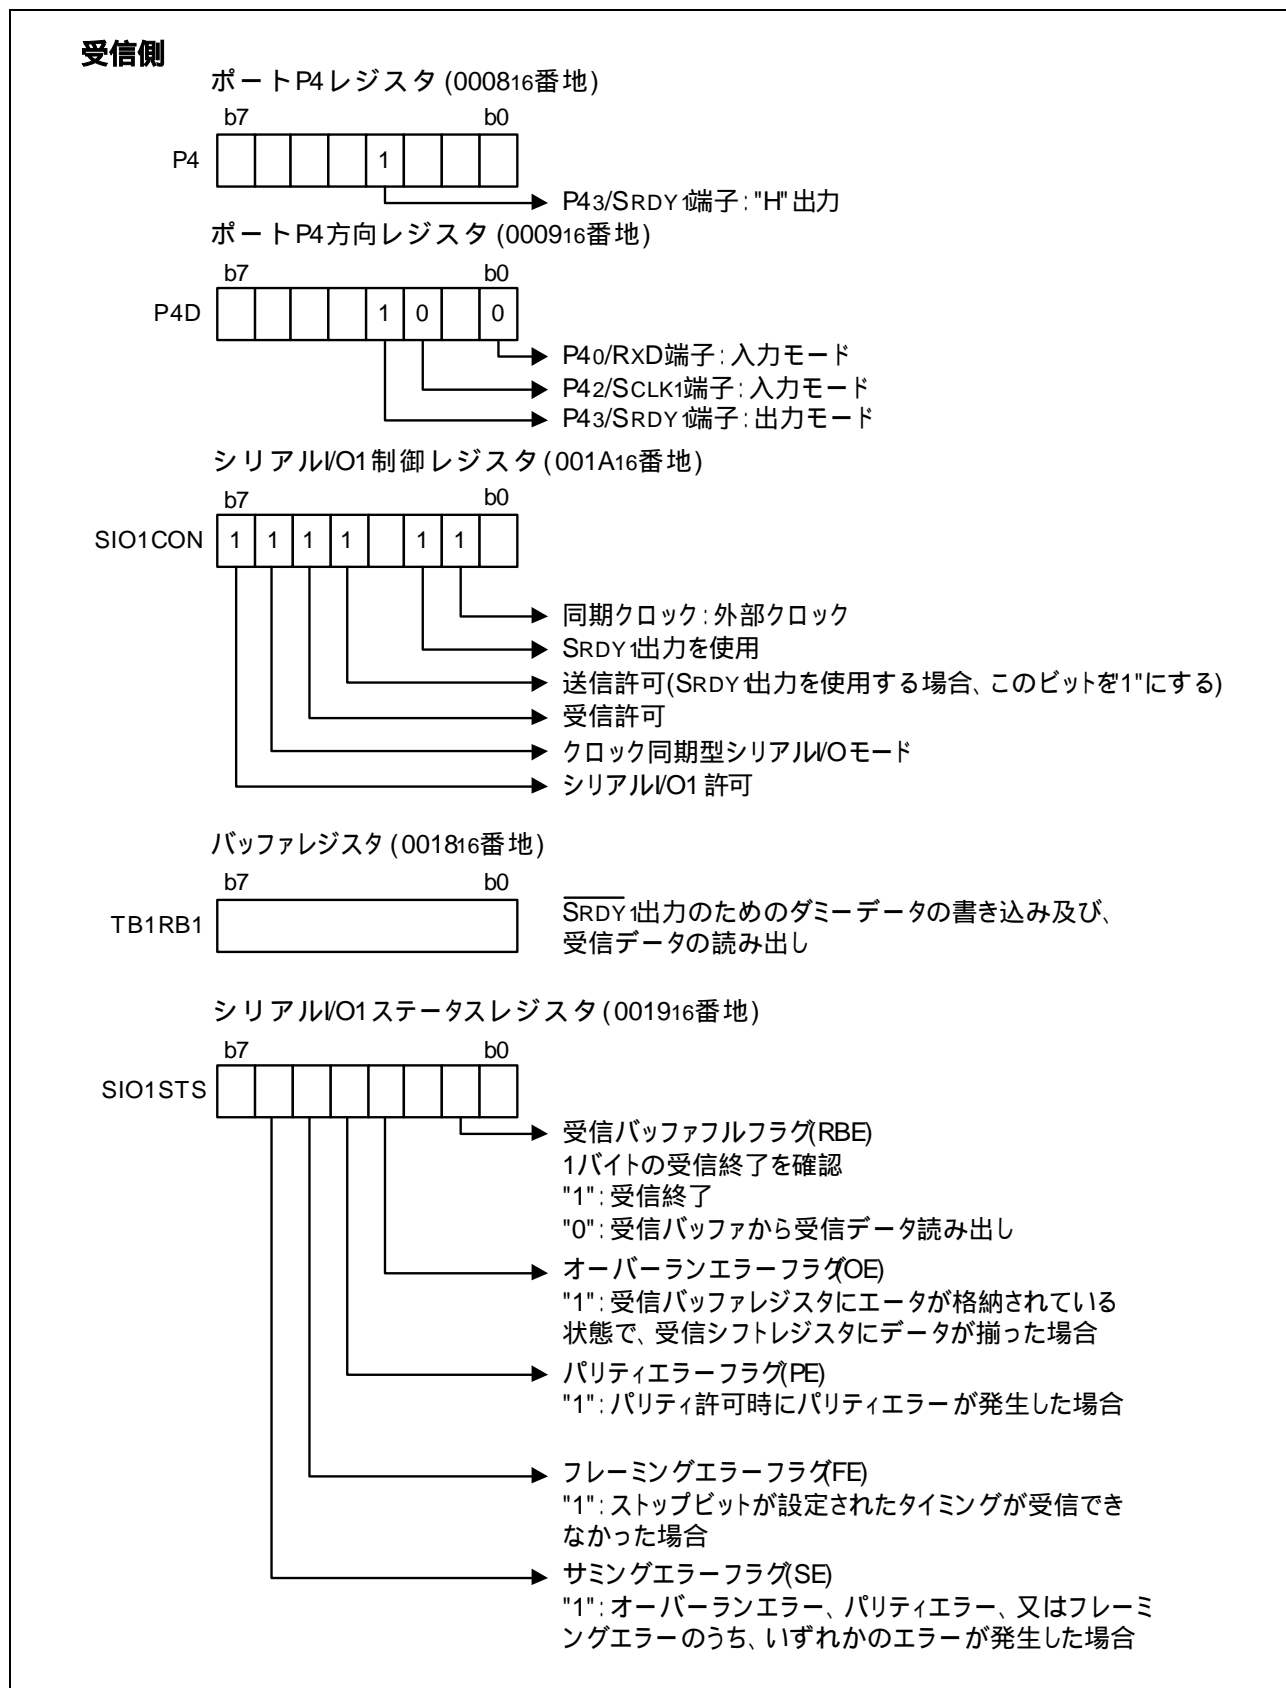 受信側
ポートP4レジスタ(000816番地)
b7 b0
P4 1
P43/SRDY1端子:"H"出力
ポートP4方向レジスタ(000916番地)
b7 b0
P4D 1 0 0
P40/RXD端子:入力モード
P42/SCLK1端子:入力モード
P43/SRDY1端子:出力モード
シリアルI/O1制御レジスタ(001A16番地)
b7 b0
SIO1CON 1 1 1 1 1 1
同期クロック:外部クロック
SRDY1出力を使用
送信許可(SRDY1出力を使用する場合、このビットを"1"にする)
受信許可
クロック同期型シリアルI/Oモード
シリアルI/O1許可
バッファレジスタ(001816番地)
b7 b0
TB1RB1
SRDY1出力のためのダミーデータの書き込み及び、
受信データの読み出し
シリアルI/O1ステータスレジスタ(001916番地)
b7 b0
SIO1STS
受信バッファフルフラグ(RBE)
1バイトの受信終了を確認
"1":受信終了
"0":受信バッファから受信データ読み出し
オーバーランエラーフラグ(OE)
"1":受信バッファレジスタにエータが格納されている
状態で、受信シフトレジスタにデータが揃った場合
パリティエラーフラグ(PE)
"1":パリティ許可時にパリティエラーが発生した場合
フレーミングエラーフラグ(FE)
"1":ストップビットが設定されたタイミングが受信でき
なかった場合
サミングエラーフラグ(SE)
"1":オーバーランエラー、パリティエラー、又はフレーミ
ングエラーのうち、いずれかのエラーが発生した場合